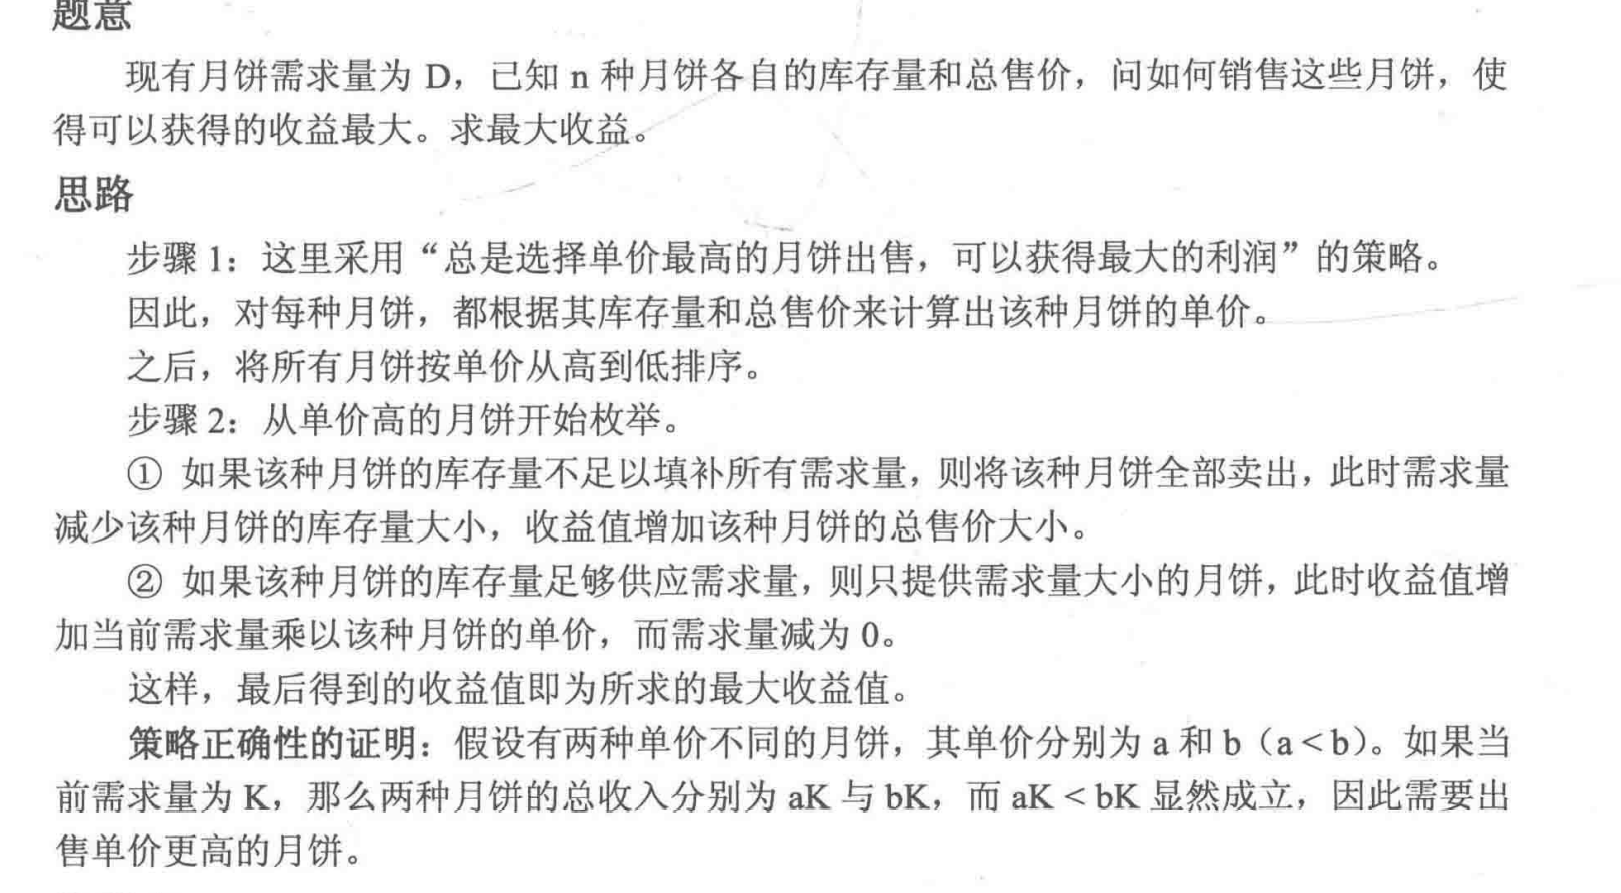 题意
现有月饼需求量为 D，已知 n 种月饼各自的库存量和总售价，问如何销售这些月饼，使
得可以获得的收益最大。求最大收益。
思路
步骤 1：这里采用“总是选择单价最高的月饼出售，可以获得最大的利润”的策略。
因此，对每种月饼，都根据其库存量和总售价来计算出该种月饼的单价。
之后，将所有月饼按单价从高到低排序。
步骤 2：从单价高的月饼开始枚举。
① 如果该种月饼的库存量不足以填补所有需求量，则将该种月饼全部卖出，此时需求量
减少该种月饼的库存量大小，收益值增加该种月饼的总售价大小。
② 如果该种月饼的库存量足够供应需求量，则只提供需求量大小的月饼，此时收益值增
加当前需求量乘以该种月饼的单价，而需求量减为 0。
这样，最后得到的收益值即为所求的最大收益值。
策略正确性的证明：假设有两种单价不同的月饼，其单价分别为 a 和 b（a < b）。如果当
前需求量为 K，那么两种月饼的总收入分别为 aK 与 bK，而 aK < bK 显然成立，因此需要出
售单价更高的月饼。